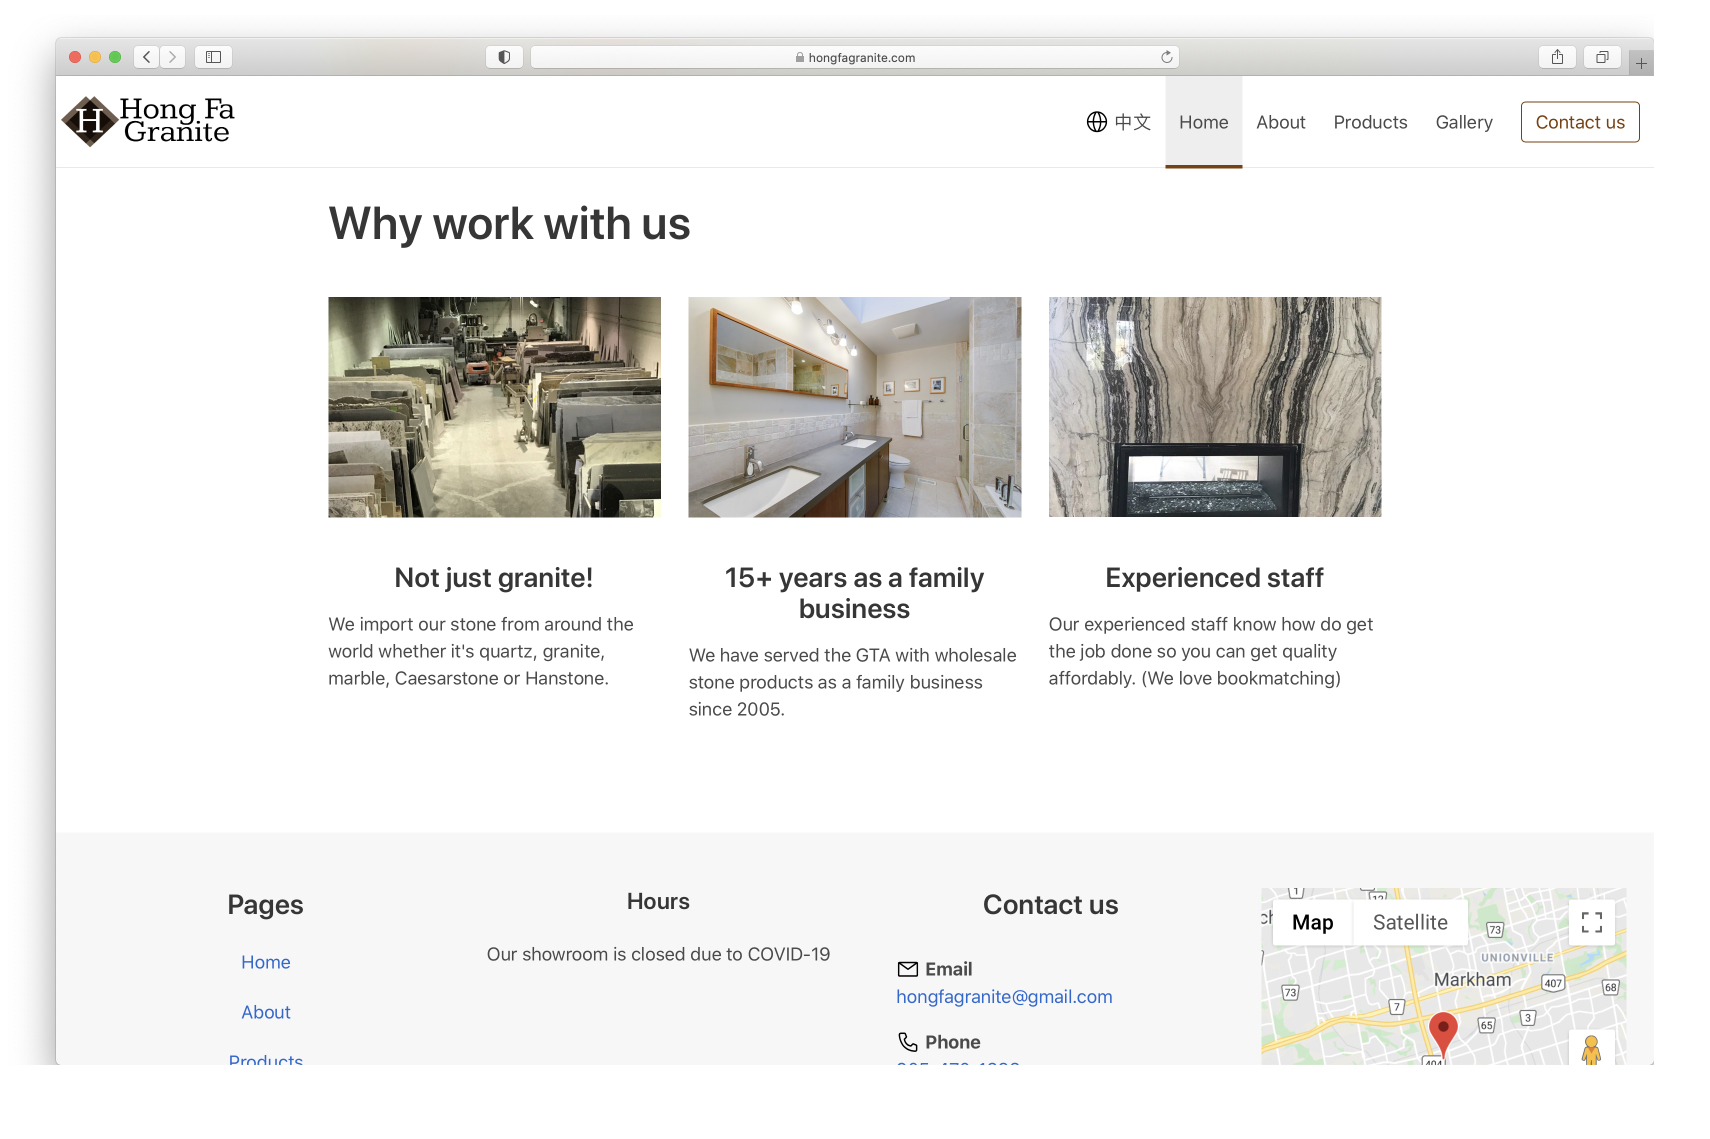 hongfagranite.com
H Hong Fa
Granite
中文 Home About Products Gallery Contact us
Why work with us
Not just granite!
We import our stone from around the
world whether it's quartz, granite,
marble, Caesarstone or Hanstone.
15+ years as a family
business
We have served the GTA with wholesale
stone products as a family business
since 2005.
Experienced staff
Our experienced staff know how do get
the job done so you can get quality
affordably. (We love bookmatching)
Pages
Home
About
Products
Hours
Our showroom is closed due to COVID-19
Contact us
Email
hongfagranite@gmail.com
Phone
Map Satellite
1
12
73
UNIONVILLE
Markham
407
68
73
7
65
3
404